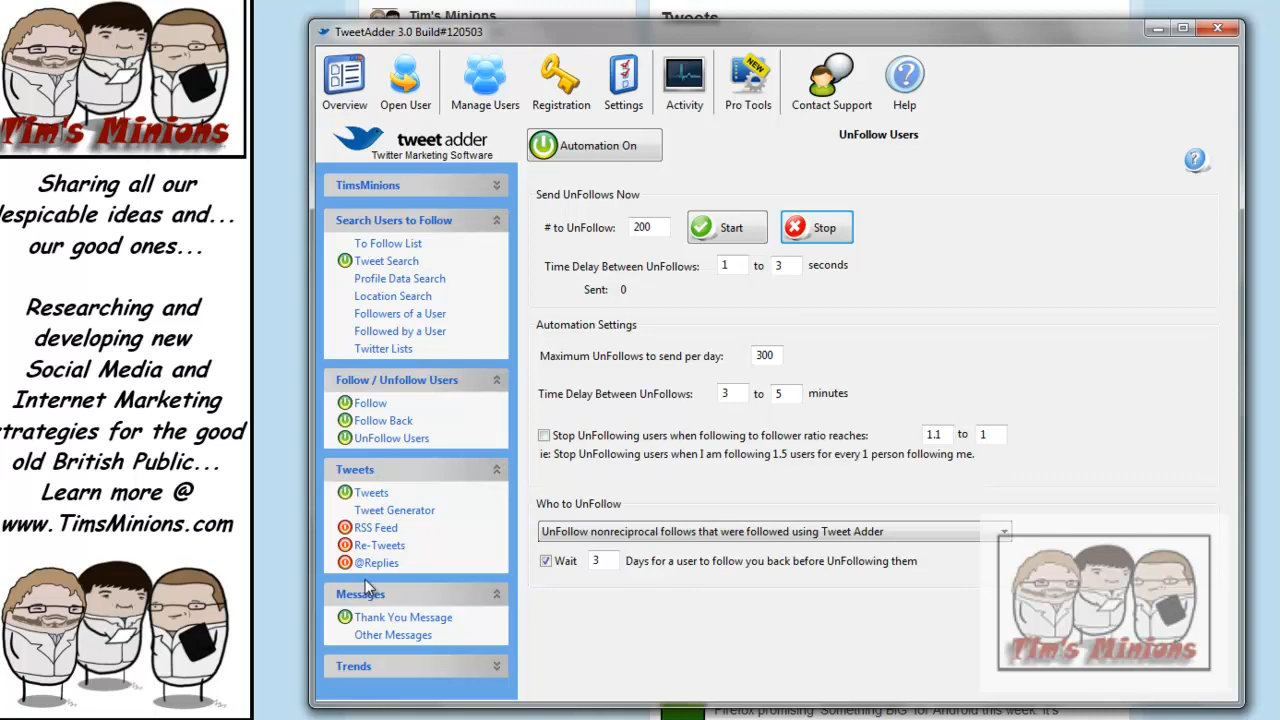 Tim's Minions
Sharing all our
despicable ideas and...
our good ones...
Researching and
developing new
Social Media and
Internet Marketing
strategies for the good
old British Public...
Learn more @
www.TimsMinions.com
Tim's Minions
Tweets
TweetAdder 3.0 Build#120503
Overview
Open User
Manage Users
Registration
Settings
Activity
NEW
Pro Tools
Contact Support
Help
tweet adder
Twitter Marketing Software
Automation On
UnFollow Users
TimsMinions
Search Users to Follow
To Follow List
Tweet Search
Profile Data Search
Location Search
Followers of a User
Followed by a User
Twitter Lists
Follow / Unfollow Users
Follow
Follow Back
UnFollow Users
Tweets
Tweets
Tweet Generator
RSS Feed
Re-Tweets
@Replies
Messages
Thank You Message
Other Messages
Trends
Send UnFollows Now
# to UnFollow: 200 Start Stop
Time Delay Between UnFollows: 1 to 3 seconds
Sent: 0
Automation Settings
Maximum UnFollows to send per day: 300
Time Delay Between UnFollows: 3 to 5 minutes
Stop UnFollowing users when following to follower ratio reaches: 1.1 to 1
ie: Stop UnFollowing users when I am following 1.5 users for every 1 person following me.
Who to UnFollow
UnFollow nonreciprocal follows that were followed using Tweet Adder
Wait 3 Days for a user to follow you back before UnFollowing them
Tim's Minions
Firefox promising "Something BIG" for Android this week. It's